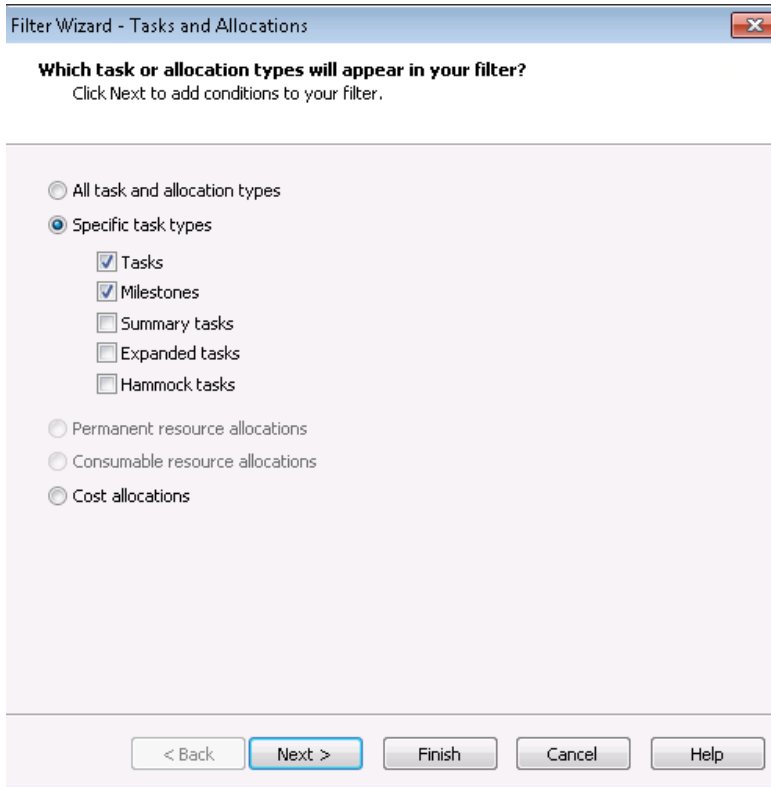 Filter Wizard - Tasks and Allocations
Which task or allocation types will appear in your filter?
Click Next to add conditions to your filter.
All task and allocation types
Specific task types
Tasks
Milestones
Summary tasks
Expanded tasks
Hammock tasks
Permanent resource allocations
Consumable resource allocations
Cost allocations
< Back Next > Finish Cancel Help